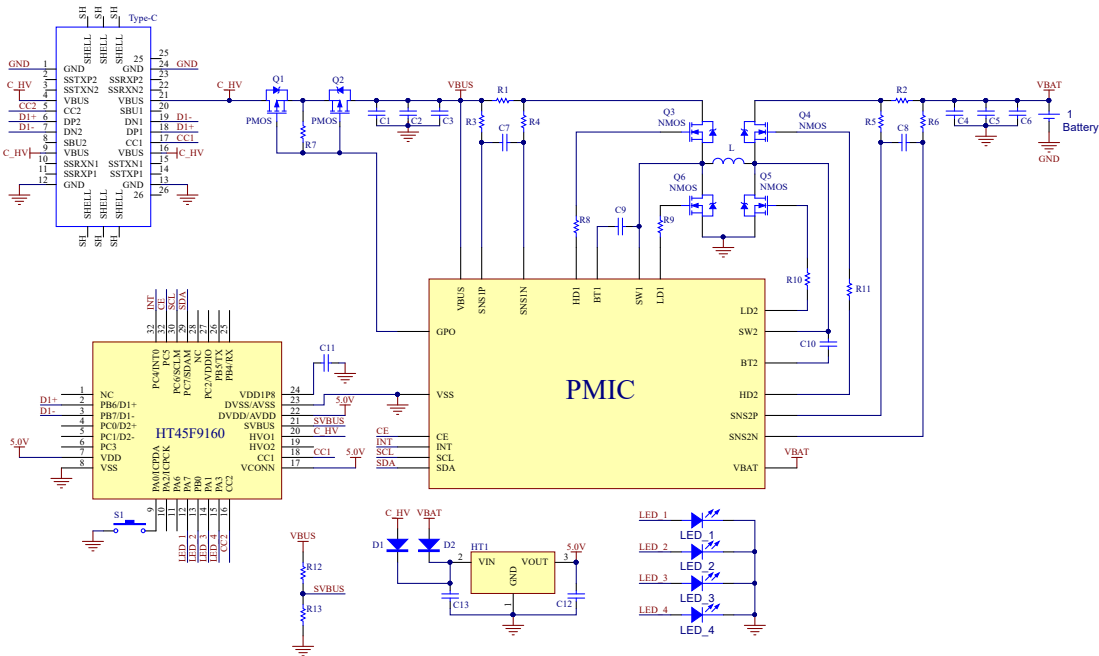 Type-C
SH SH SH
SHELL SHELL SHELL
GND 1 GND
2 SSTXP2
C_HV 3 SSTXN2
4 VBUS
CC2 5 CC2
D1+ 6 DP2
D1- 7 DN2
8 SBU2
C_HV 9 VBUS
10 SSRXN1
11 SSRXP1
12 GND
25 25
GND 24 GND
SSRXP2 23
SSRXN2 22
VBUS 21
SBU1 20
DN1 19 D1-
DP1 18 D1+
CC1 17 CC1
VBUS 16 C_HV
SSTXN1 15
SSTXP1 14
GND 13
26 26
SHELL SHELL SHELL
SH SH SH
C_HV
Q1
PMOS
Q2
PMOS
R7
C1
C2
C3
VBUS
R1
R3
R4
C7
Q3
NMOS
Q4
NMOS
L
Q6
NMOS
Q5
NMOS
R2
R5
R6
C8
C4
C5
C6
VBAT
1
Battery
GND
R8
C9
R9
R10
R11
C10
VBUS
SNS1P
SNS1N
HD1
BT1
SW1
LD1
GPO
VSS
CE CE
INT INT
SCL SCL
SDA SDA
PMIC
LD2
SW2
BT2
HD2
SNS2P
SNS2N
VBAT
VBAT
INT CE SCL SDA
32 32 30 29 28 27 26 25
PC4/INT0
PC5
PC6/SCLM
PC7/SDAM
NC
PC2/VDDIO
PB5/TX
PB4/RX
1 NC
D1+ 2 PB6/D1+
D1- 3 PB7/D1-
4 PC0/D2+
5 PC1/D2-
6 PC3
5.0V 7 VDD
8 VSS
HT45F9160
VDD1P8 24
DVSS/AVSS 23
DVDD/AVDD 22 5.0V
SVBUS 21 SVBUS
HVO1 20 C_HV
HVO2 19
CC1 18 CC1
VCONN 17 5.0V
C11
PA0/ICPDA
PA2/ICPCK
PA6
PA7
PB0
PA1
PA3
CC2
9 10 11 12 13 14 15 16
LED_1 LED_2 LED_3 LED_4 CC2
S1
VBUS
R12
SVBUS
R13
C_HV
VBAT
D1
D2
HT1
2 VIN
VOUT 3
GND
1
5.0V
C13
C12
LED_1
LED_1
LED_2
LED_2
LED_3
LED_3
LED_4
LED_4